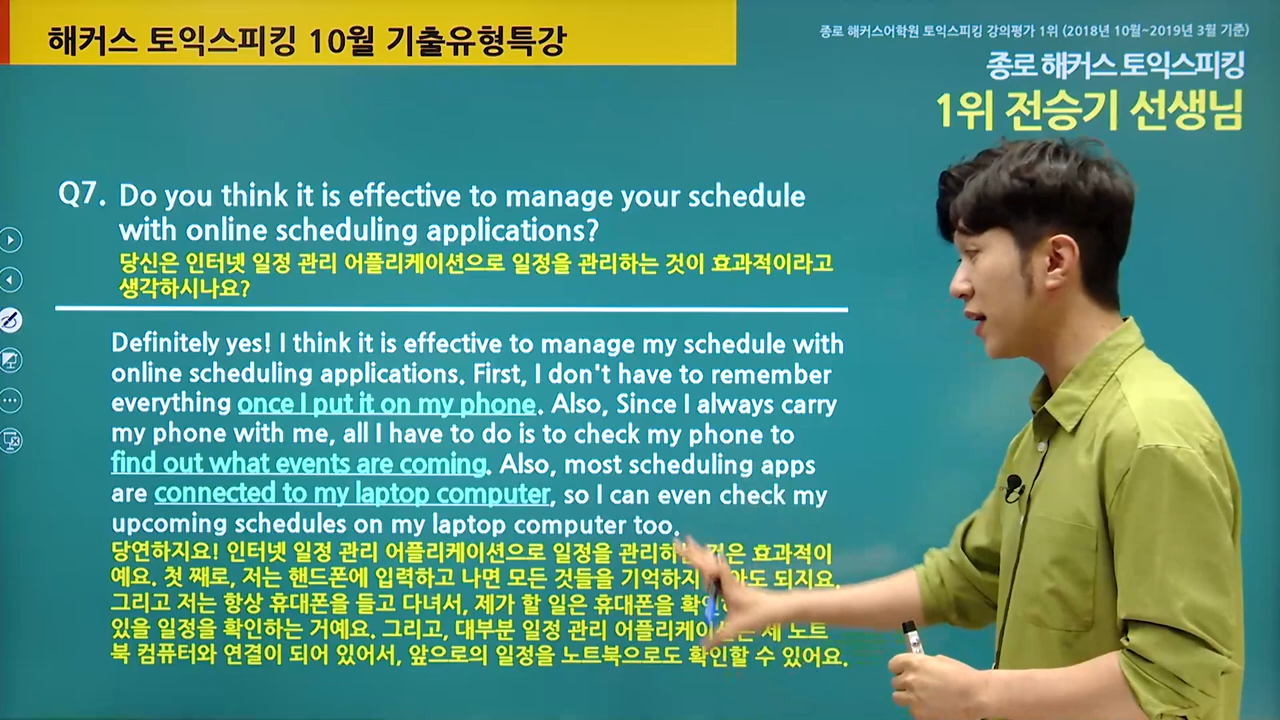 해커스 토익스피킹 10월 기출유형특강
종로 해커스어학원 토익스피킹 강의평가 1위 (2018년 10월~2019년 3월 기준)
종로 해커스 토익스피킹
1위 전승기 선생님
Q7. Do you think it is effective to manage your schedule
with online scheduling applications?
당신은 인터넷 일정 관리 어플리케이션으로 일정을 관리하는 것이 효과적이라고
생각하시나요?
Definitely yes! I think it is effective to manage my schedule with
online scheduling applications. First, I don't have to remember
everything once I put it on my phone. Also, Since I always carry
my phone with me, all I have to do is to check my phone to
find out what events are coming. Also, most scheduling apps
are connected to my laptop computer, so I can even check my
upcoming schedules on my laptop computer too.
당연하지요! 인터넷 일정 관리 어플리케이션으로 일정을 효과적이
예요. 첫 째로, 저는 핸드폰에 입력하고 나면 모든 것들을 기억하지 되지요.
그리고 저는 항상 휴대폰을 들고 다녀서, 제가 할 일은 휴대폰을
있을 일정을 확인하는 거예요. 그리고, 대부분 일정 관리 제 노트
북 컴퓨터와 연결이 되어 있어서, 앞으로의 일정을 노트북으로도 확인할 수 있어요.